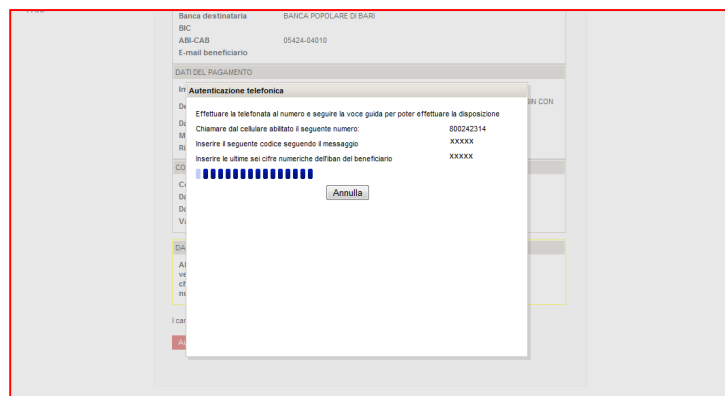 Banca destinataria BANCA POPOLARE DI BARI
BIC
ABI-CAB 05424-04010
E-mail beneficiario
DATI DEL PAGAMENTO
Autenticazione telefonica
IN CON
Effettuare la telefonata al numero e seguire la voce guida per poter effettuare la disposizione
Chiamare dal cellulare abilitato il seguente numero: 800242314
Inserire il seguente codice seguendo il messaggio XXXXX
Inserire le ultime sei cifre numeriche dell'iban del beneficiario XXXXX
Annulla
I car